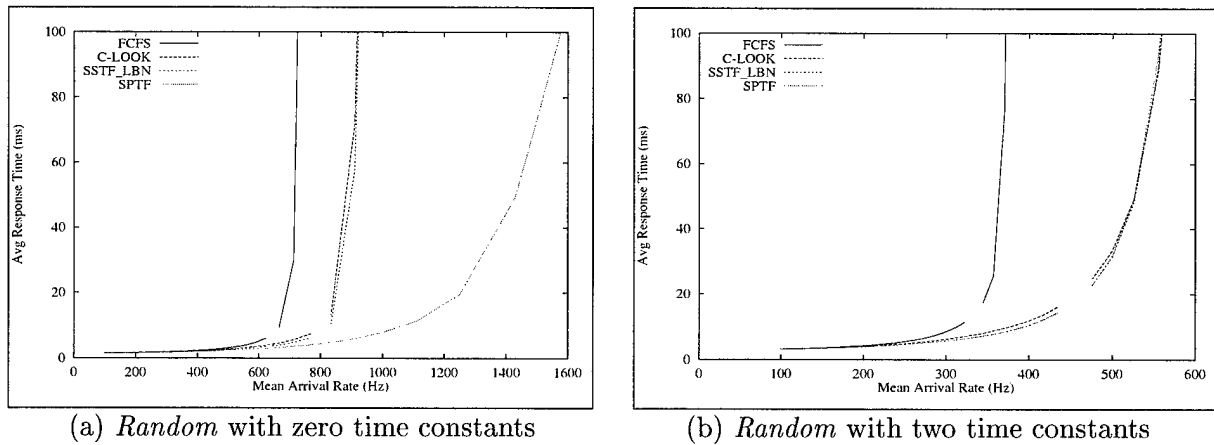 100
80
60
40
20
0
Avg Response Time (ms)
FCFS
C-LOOK
SSTF_LBN
SPTF
0 200 400 600 800 1000 1200 1400 1600
Mean Arrival Rate (Hz)
(a) Random with zero time constants
100
80
60
40
20
0
Avg Response Time (ms)
FCFS
C-LOOK
SSTF_LBN
SPTF
0 100 200 300 400 500 600
Mean Arrival Rate (Hz)
(b) Random with two time constants